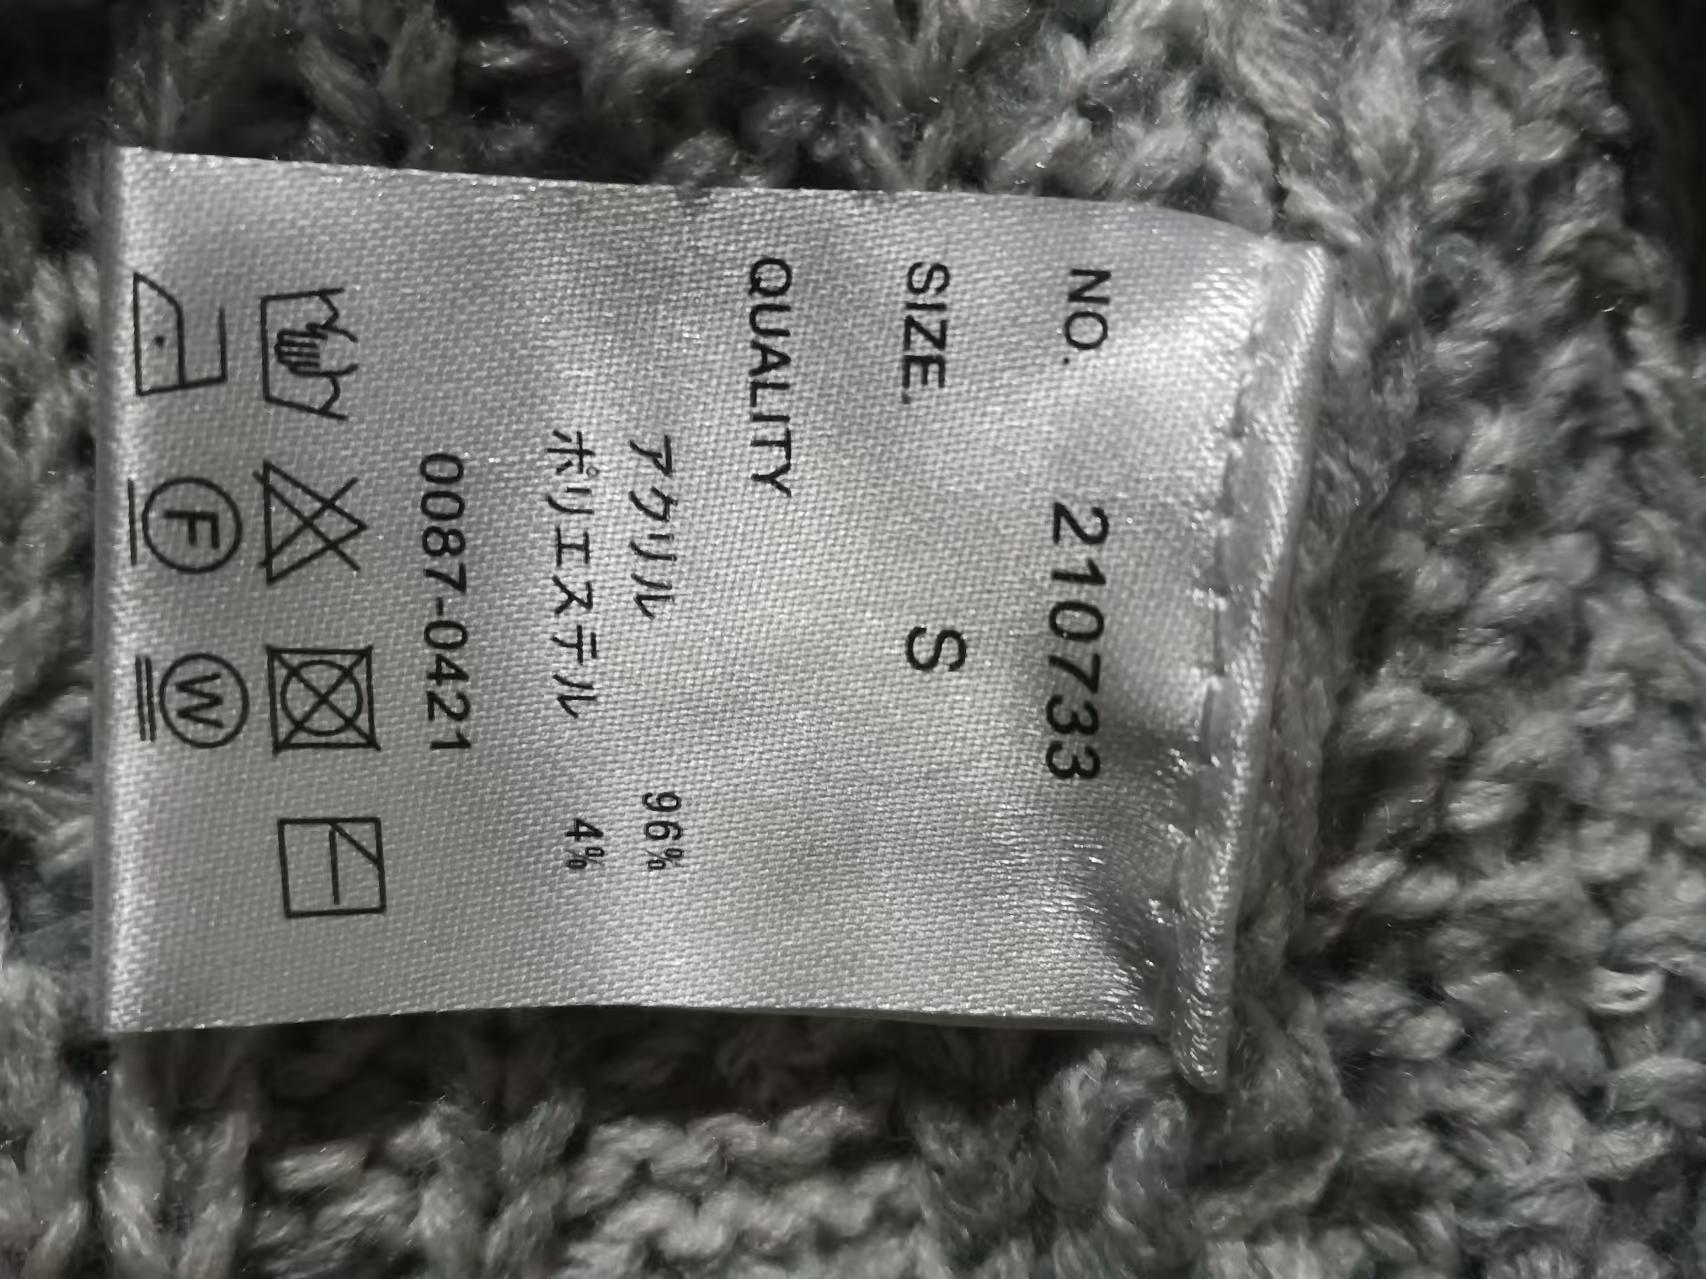 NO. 210733
SIZE. S
QUALITY
アクリル 96%
ポリエステル 4%
0087-0421
F W